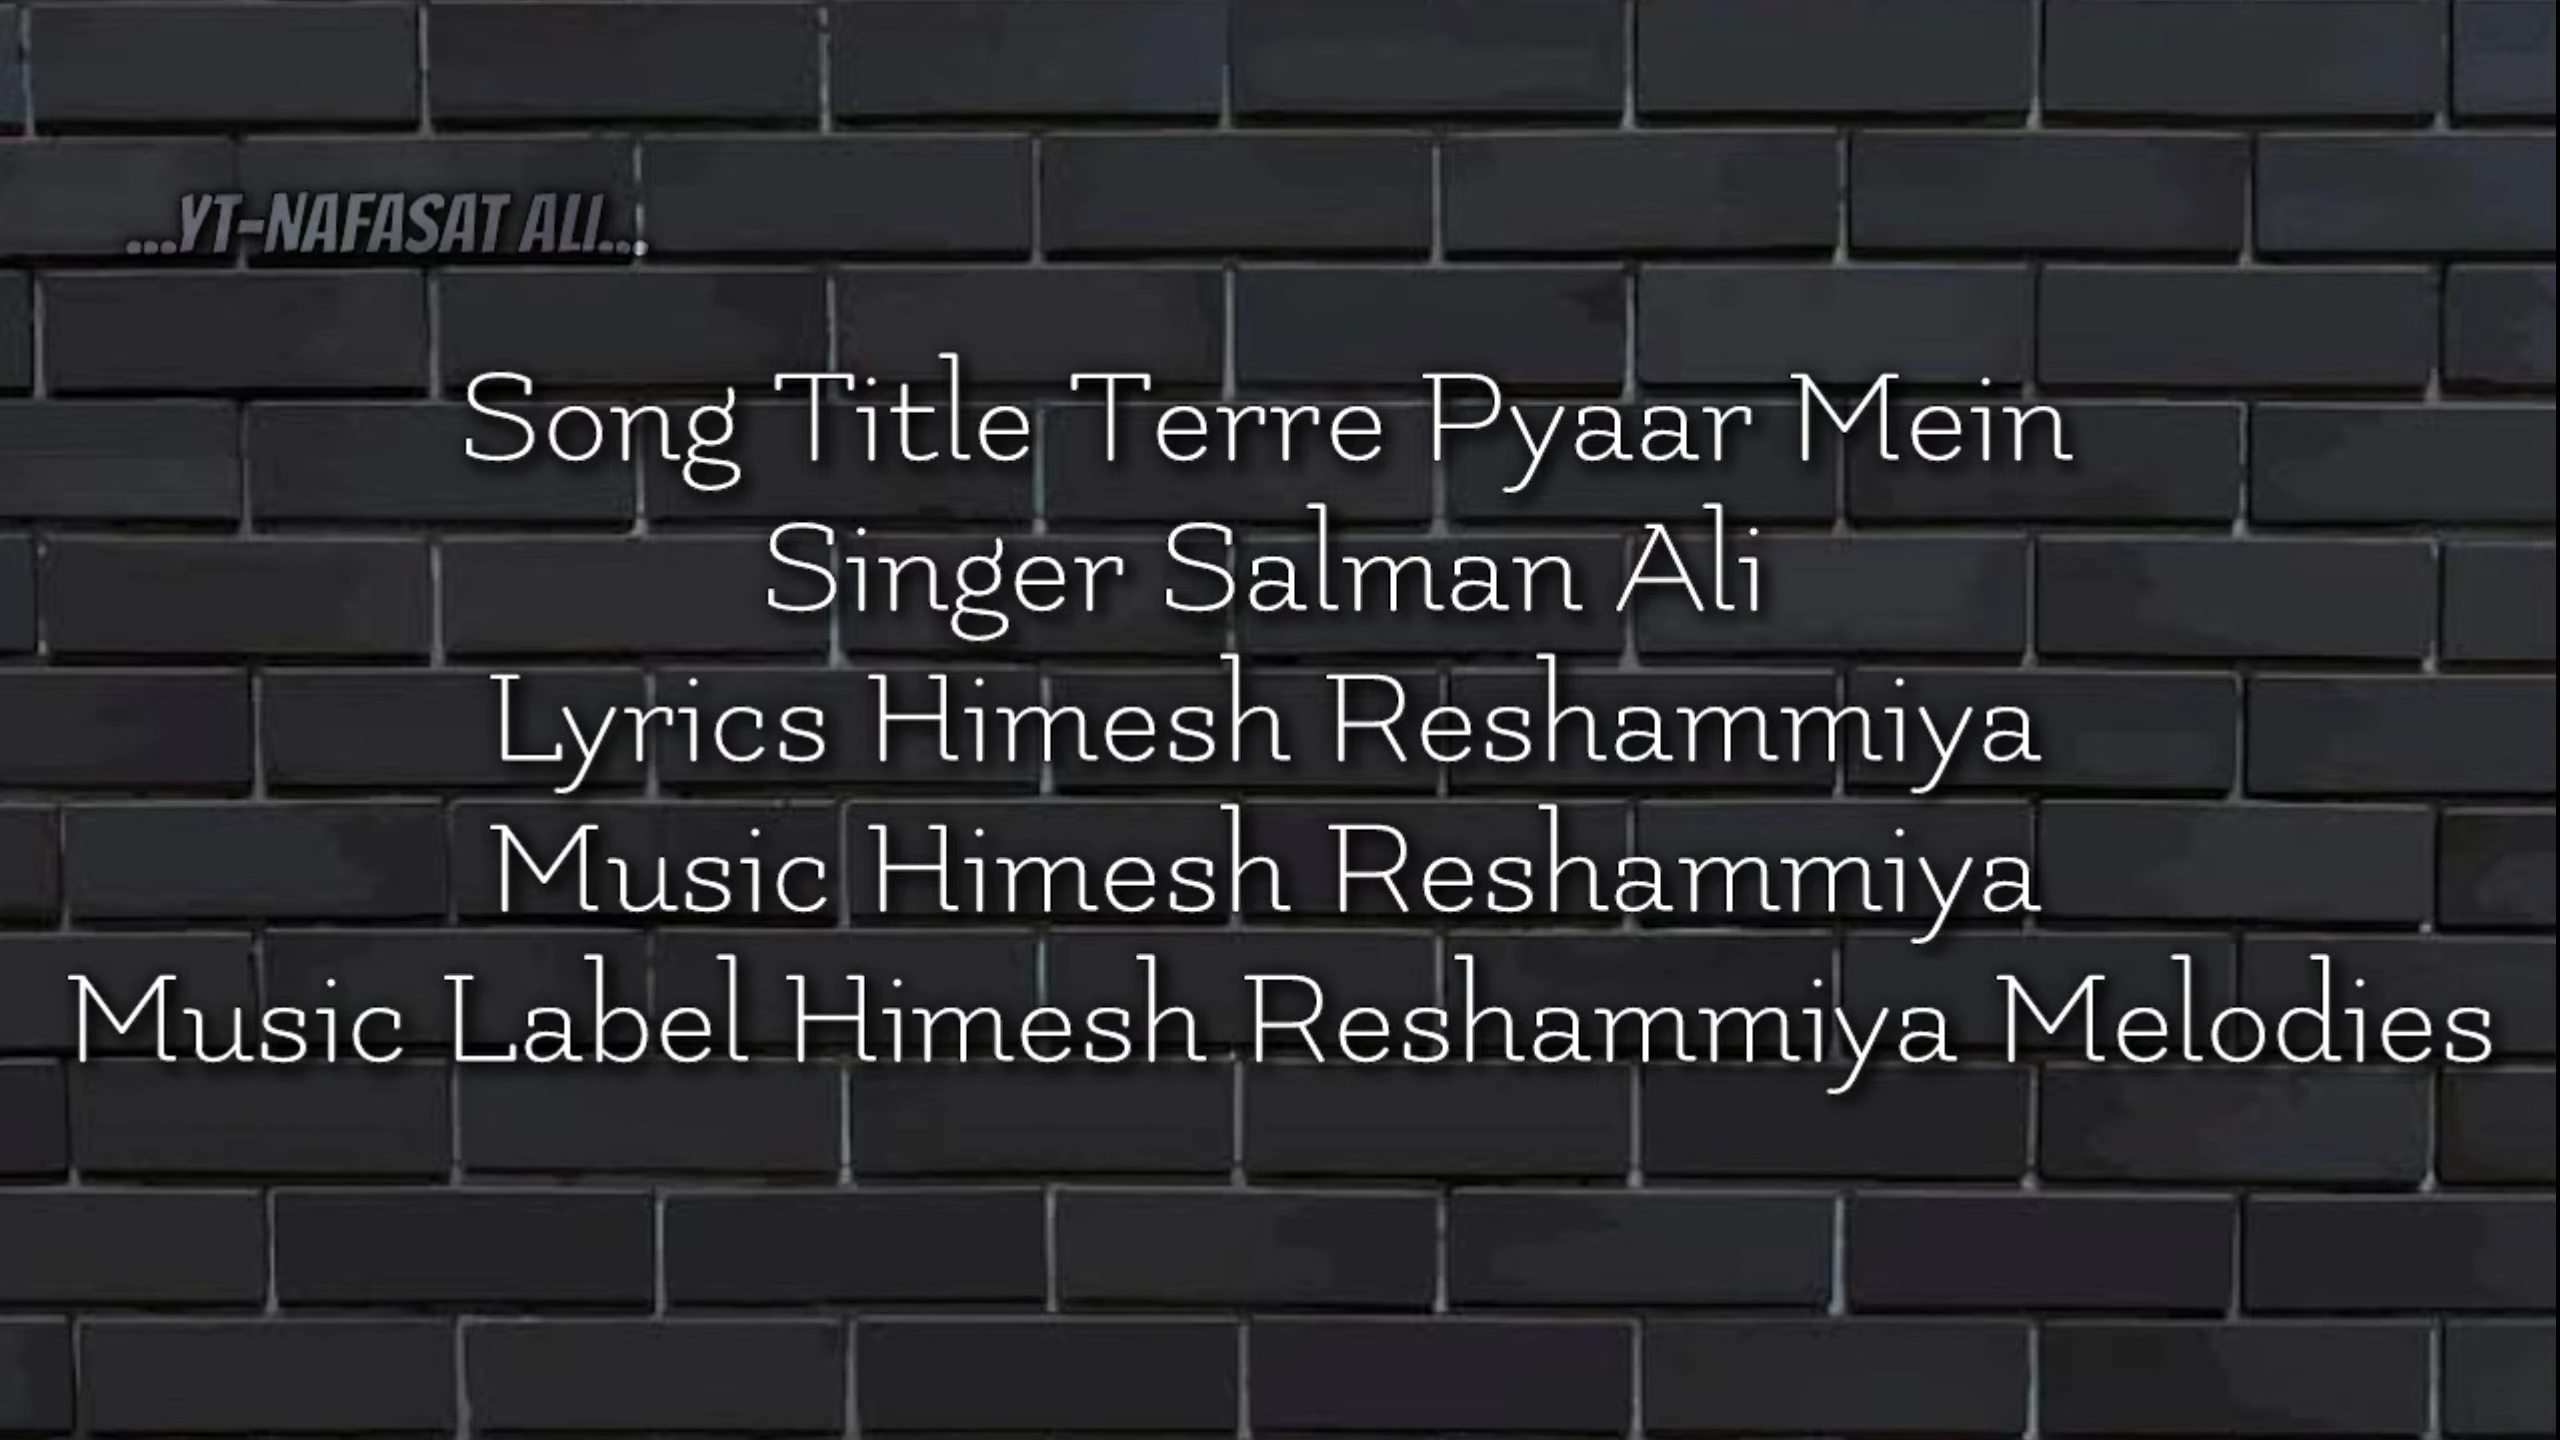 ...YT-NAFASAT ALI...
Song Title Terre Pyaar Mein
Singer Salman Ali
Lyrics Himesh Reshammiya
Music Himesh Reshammiya
Music Label Himesh Reshammiya Melodies